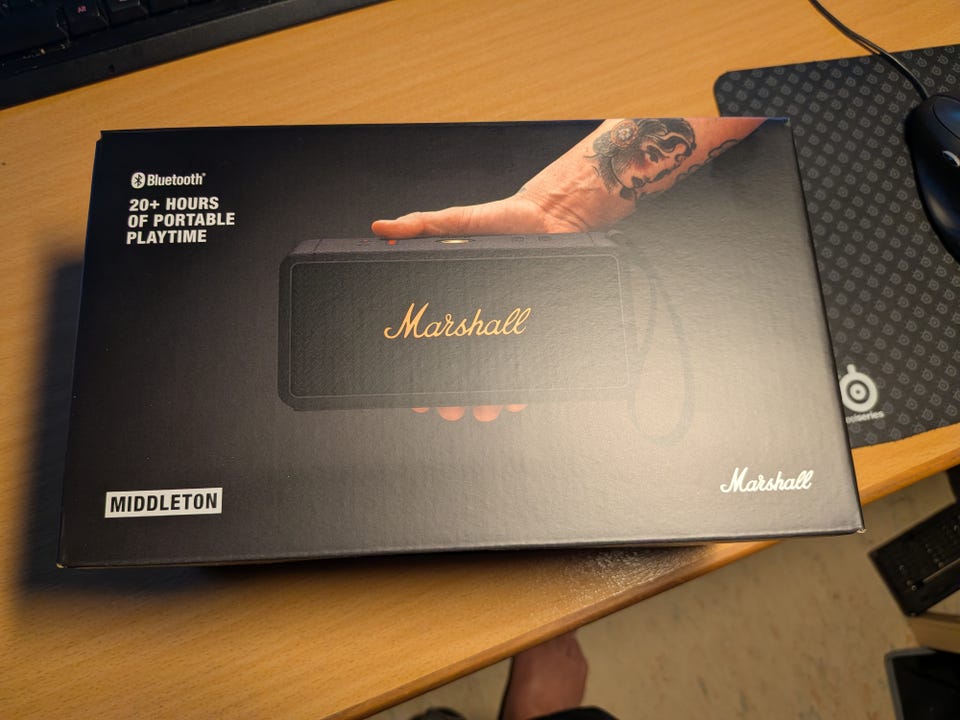 Bluetooth®
20+ HOURS
OF PORTABLE
PLAYTIME
Marshall
MIDDLETON
Marshall